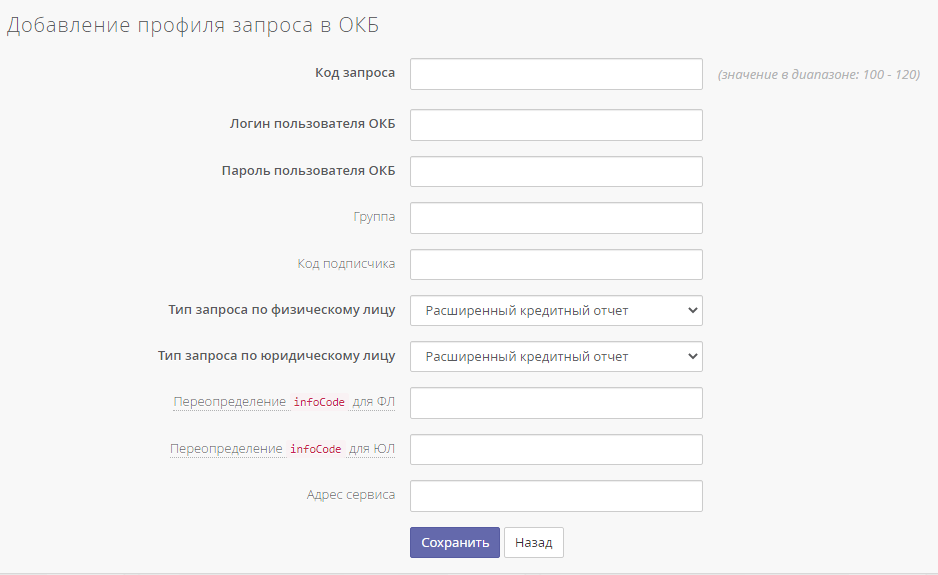 Добавление профиля запроса в ОКБ
Код запроса (значение в диапазоне: 100 - 120)
Логин пользователя ОКБ
Пароль пользователя ОКБ
Группа
Код подписчика
Тип запроса по физическому лицу Расширенный кредитный отчет
Тип запроса по юридическому лицу Расширенный кредитный отчет
Переопределение infoCode для ФЛ
Переопределение infoCode для ЮЛ
Адрес сервиса
Сохранить Назад